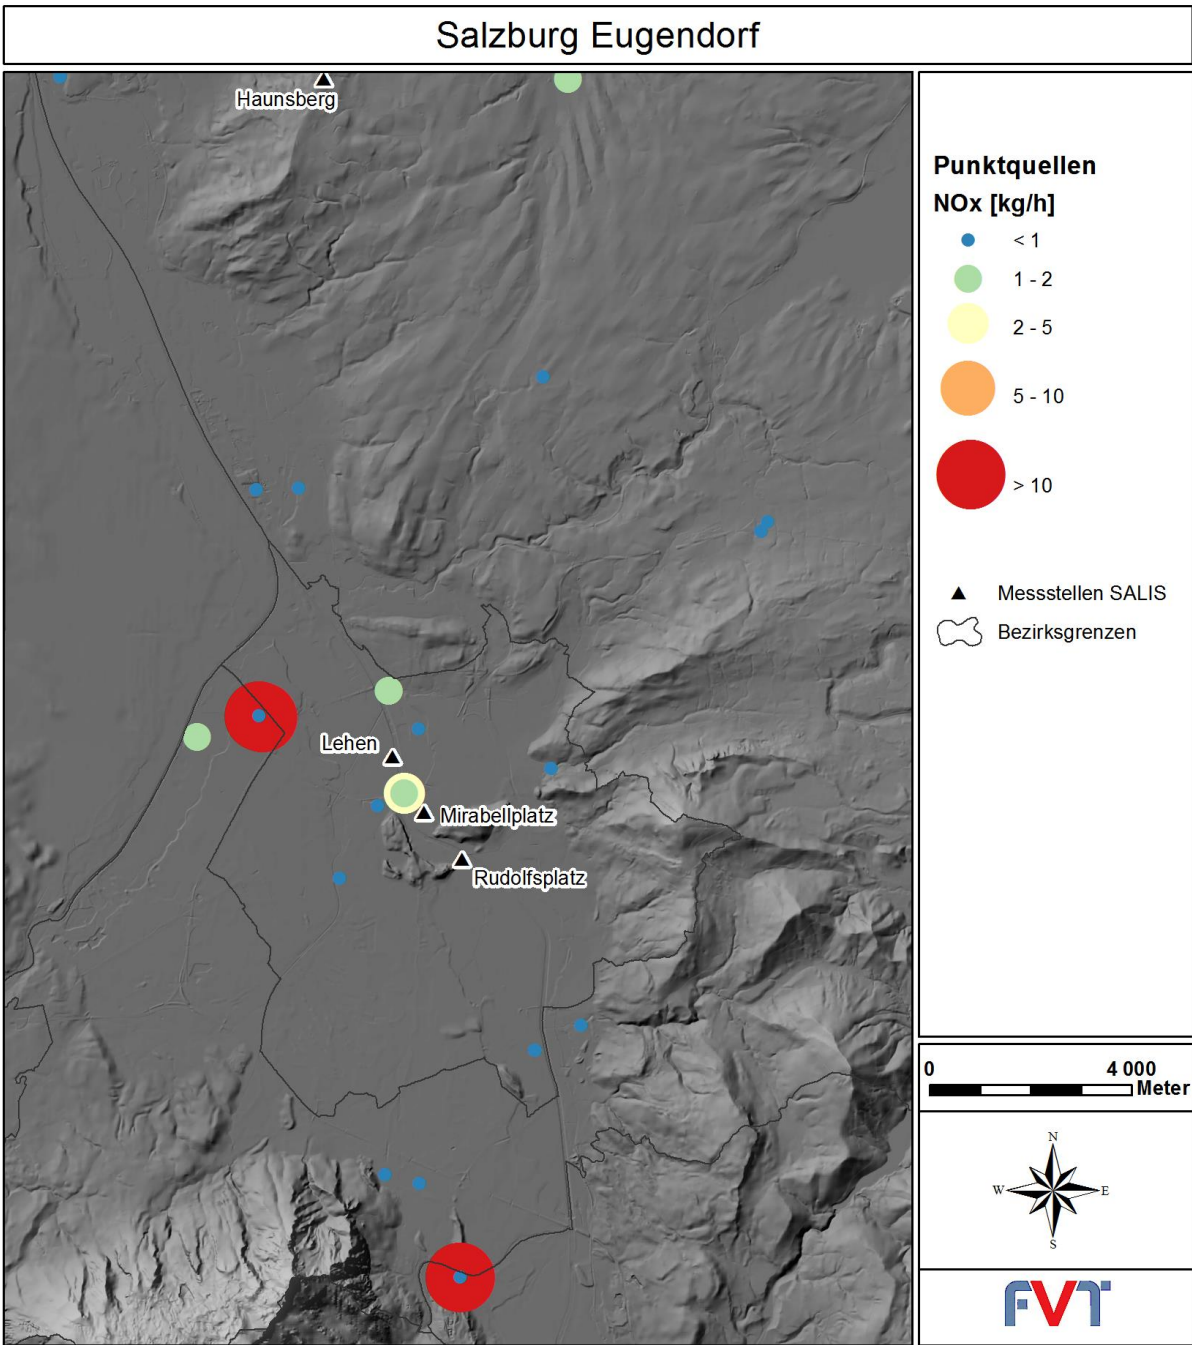 Salzburg Eugendorf
Haunsberg
Lehen
Mirabellplatz
Rudolfsplatz
Punktquellen
NOx [kg/h]
< 1
1 - 2
2 - 5
5 - 10
> 10
Messstellen SALIS
Bezirksgrenzen
0 4 000
Meter
N
W E
S
FVT